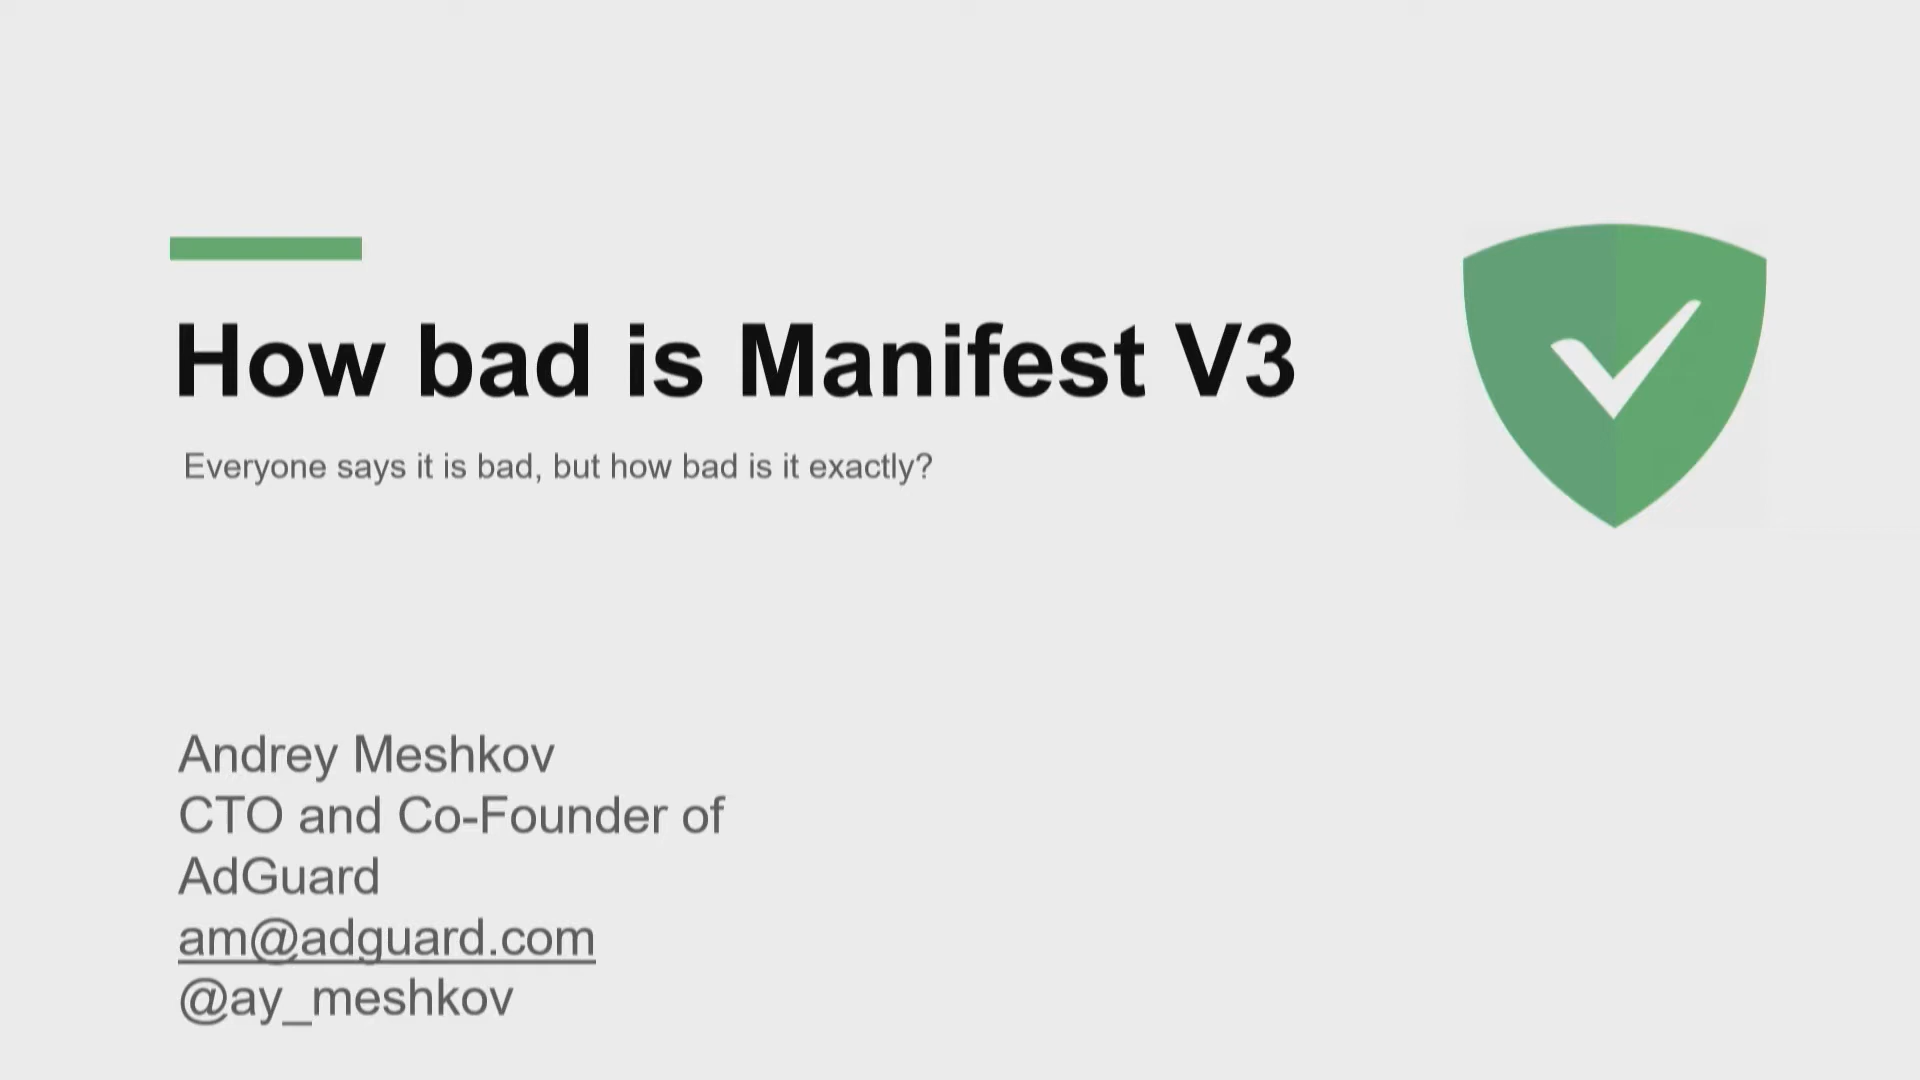 How bad is Manifest V3
Everyone says it is bad, but how bad is it exactly?
Andrey Meshkov
CTO and Co-Founder of
AdGuard
am@adguard.com
@ay_meshkov